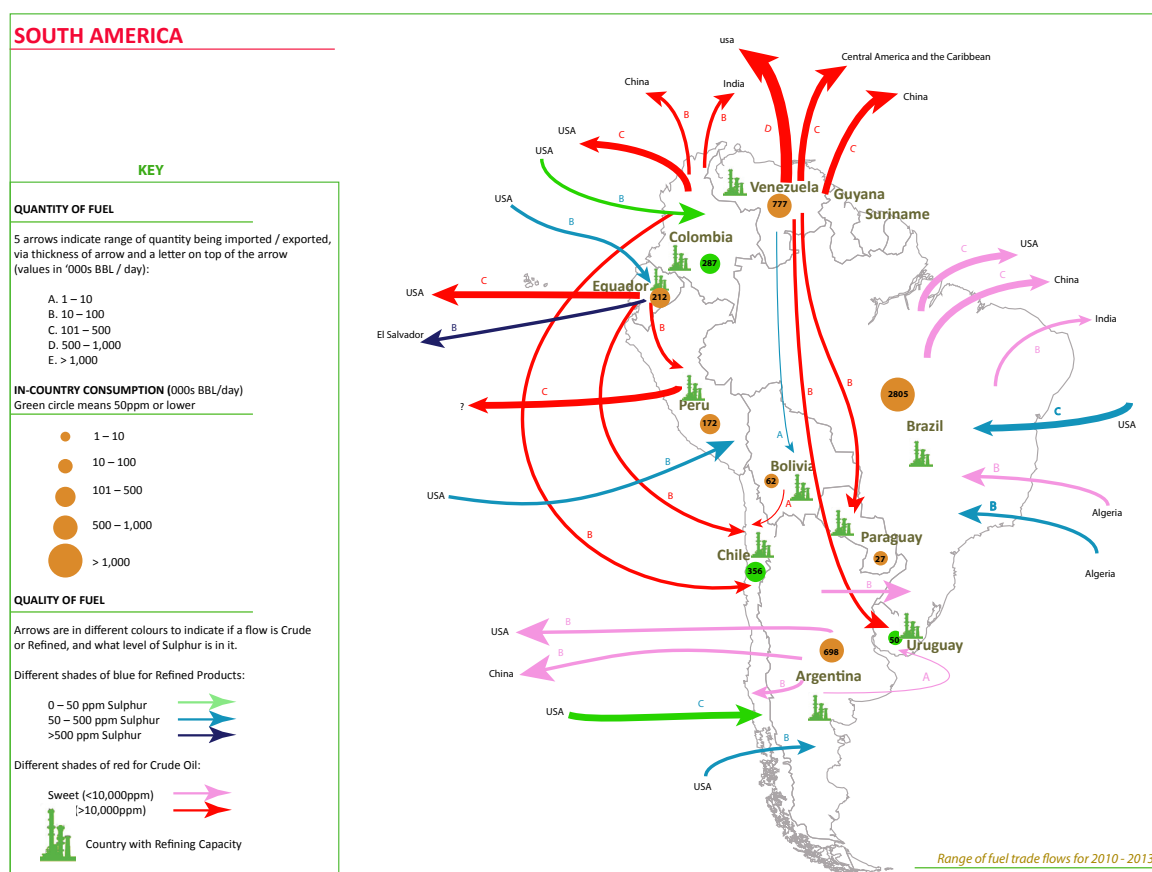 SOUTH AMERICA
KEY
QUANTITY OF FUEL
5 arrows indicate range of quantity being imported / exported,
via thickness of arrow and a letter on top of the arrow
(values in ‘000s BBL / day):
A. 1 – 10
B. 10 – 100
C. 101 – 500
D. 500 – 1,000
E. > 1,000
IN-COUNTRY CONSUMPTION (000s BBL/day)
Green circle means 50ppm or lower
1 – 10
10 – 100
101 – 500
500 – 1,000
> 1,000
QUALITY OF FUEL
Arrows are in different colours to indicate if a flow is Crude
or Refined, and what level of Sulphur is in it.
Different shades of blue for Refined Products:
0 – 50 ppm Sulphur
50 – 500 ppm Sulphur
>500 ppm Sulphur
Different shades of red for Crude Oil:
Sweet (<10,000ppm)
(>10,000ppm)
Country with Refining Capacity
usa
Central America and the Caribbean
China
India
China
B
B
D
C
C
USA
C
USA
B
USA
B
Venezuela
777
Guyana
Suriname
Colombia
287
Equador
212
USA
C
El Salvador
B
B
C
USA
C
China
India
B
?
C
Peru
172
B
B
2805
Brazil
C
USA
A
Bolivia
62
B
USA
B
A
B
Algeria
B
Algeria
B
Chile
356
Paraguay
27
B
50
Uruguay
USA
B
China
B
B
698
Argentina
A
USA
C
USA
B
Range of fuel trade flows for 2010 - 2013